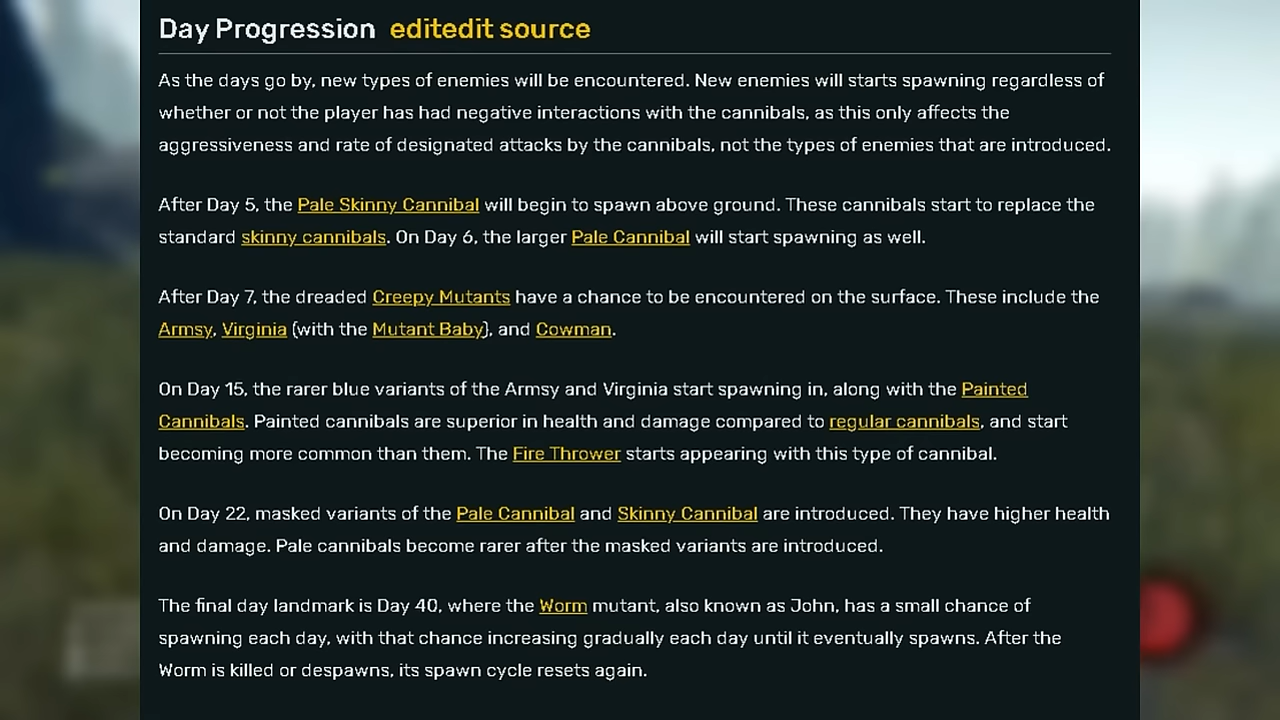 Day Progression editedit source
As the days go by, new types of enemies will be encountered. New enemies will starts spawning regardless of
whether or not the player has had negative interactions with the cannibals, as this only affects the
aggressiveness and rate of designated attacks by the cannibals, not the types of enemies that are introduced.
After Day 5, the Pale Skinny Cannibal will begin to spawn above ground. These cannibals start to replace the
standard skinny cannibals. On Day 6, the larger Pale Cannibal will start spawning as well.
After Day 7, the dreaded Creepy Mutants have a chance to be encountered on the surface. These include the
Armsy, Virginia (with the Mutant Baby), and Cowman.
On Day 15, the rarer blue variants of the Armsy and Virginia start spawning in, along with the Painted
Cannibals. Painted cannibals are superior in health and damage compared to regular cannibals, and start
becoming more common than them. The Fire Thrower starts appearing with this type of cannibal.
On Day 22, masked variants of the Pale Cannibal and Skinny Cannibal are introduced. They have higher health
and damage. Pale cannibals become rarer after the masked variants are introduced.
The final day landmark is Day 40, where the Worm mutant, also known as John, has a small chance of
spawning each day, with that chance increasing gradually each day until it eventually spawns. After the
Worm is killed or despawns, its spawn cycle resets again.